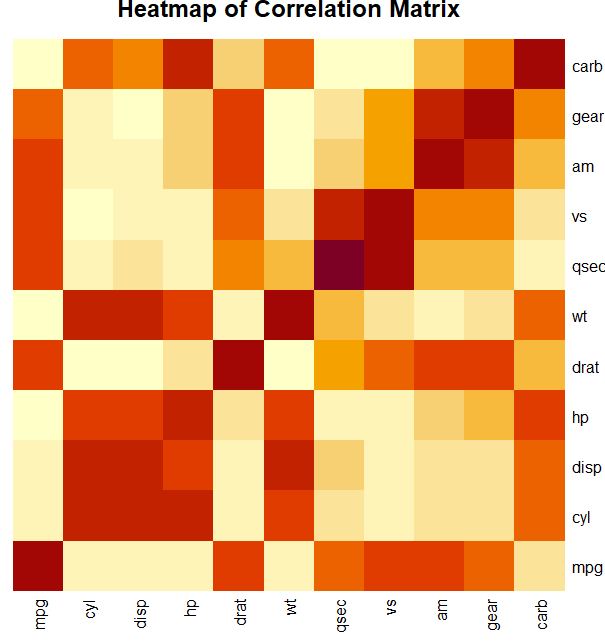 Heatmap of Correlation Matrix
carb
gear
am
vs
qsec
wt
drat
hp
disp
cyl
mpg
mpg cyl disp hp drat wt qsec vs am gear carb